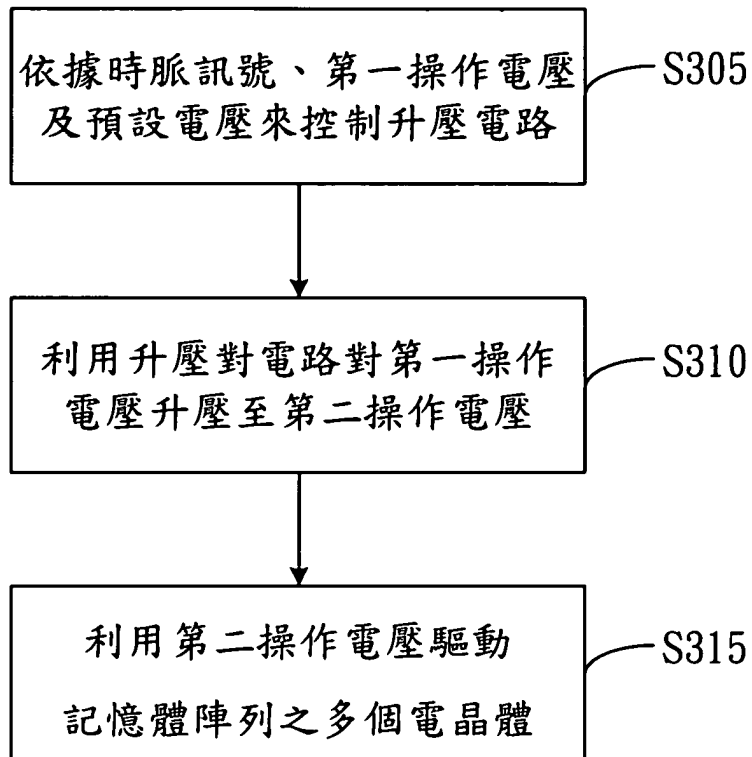 依據時脈訊號、第一操作電壓
及預設電壓來控制升壓電路
S305
利用升壓對電路對第一操作
電壓升壓至第二操作電壓
S310
利用第二操作電壓驅動
記憶體陣列之多個電晶體
S315